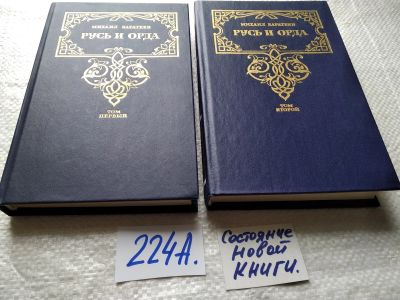 МИХАИЛ КАРАТЕЕВ
РУСЬ И ОРДА
ТОМ
ПЕРВЫЙ
МИХАИЛ КАРАТЕЕВ
РУСЬ И ОРДА
ТОМ
ВТОРОЙ
224А.
Состояние
новой
книги.